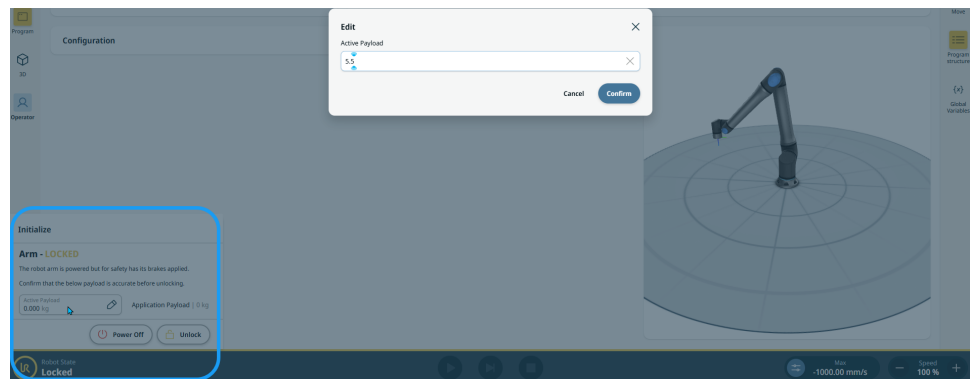 Program
3D
Operator
Configuration
Edit
Active Payload
5.5
Cancel
Confirm
Move
Program structure
{x}
Global Variables
Initialize
Arm - LOCKED
The robot arm is powered but for safety has its brakes applied.
Confirm that the below payload is accurate before unlocking.
Active Payload
0.000 kg
Application Payload | 0 kg
Power Off
Unlock
UR
Robot State
Locked
Max
-1000.00 mm/s
Speed
100 %